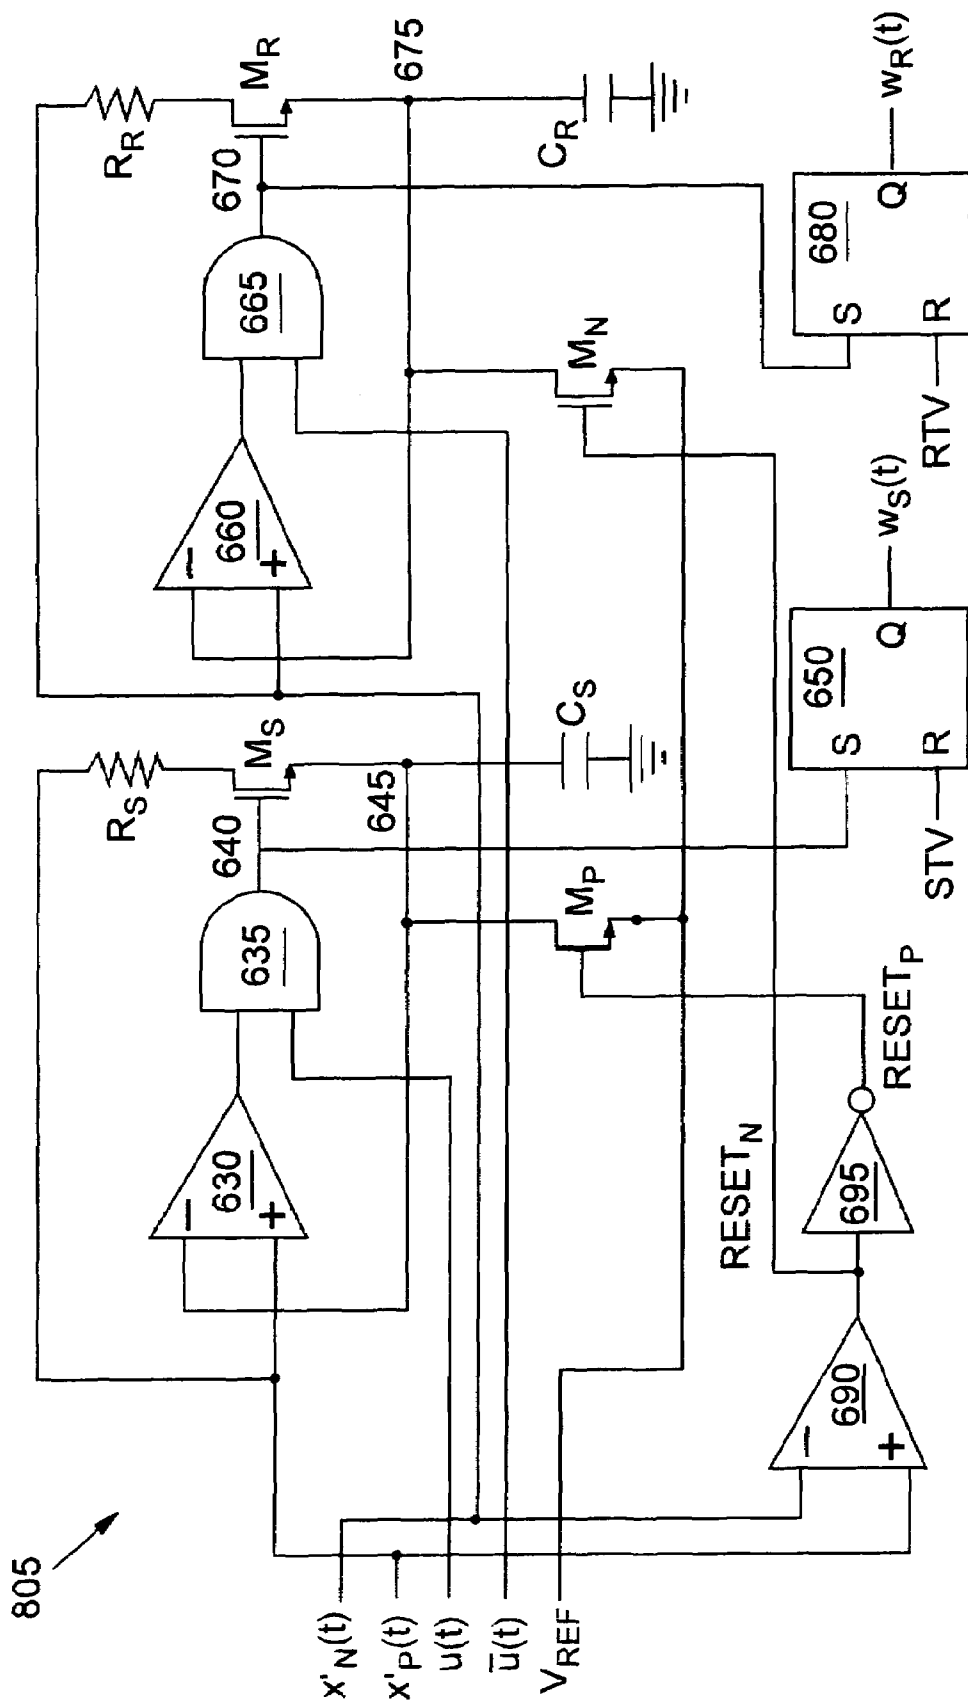 805
x'N(t)
x'P(t)
u(t)
ū(t)
VREF
630
−
+
635
640
RS
MS
645
CS
MP
660
−
+
665
670
RR
MR
675
CR
MN
690
−
+
695
RESETN
RESETP
650
S
R
Q
STV
wS(t)
680
S
R
Q
RTV
wR(t)